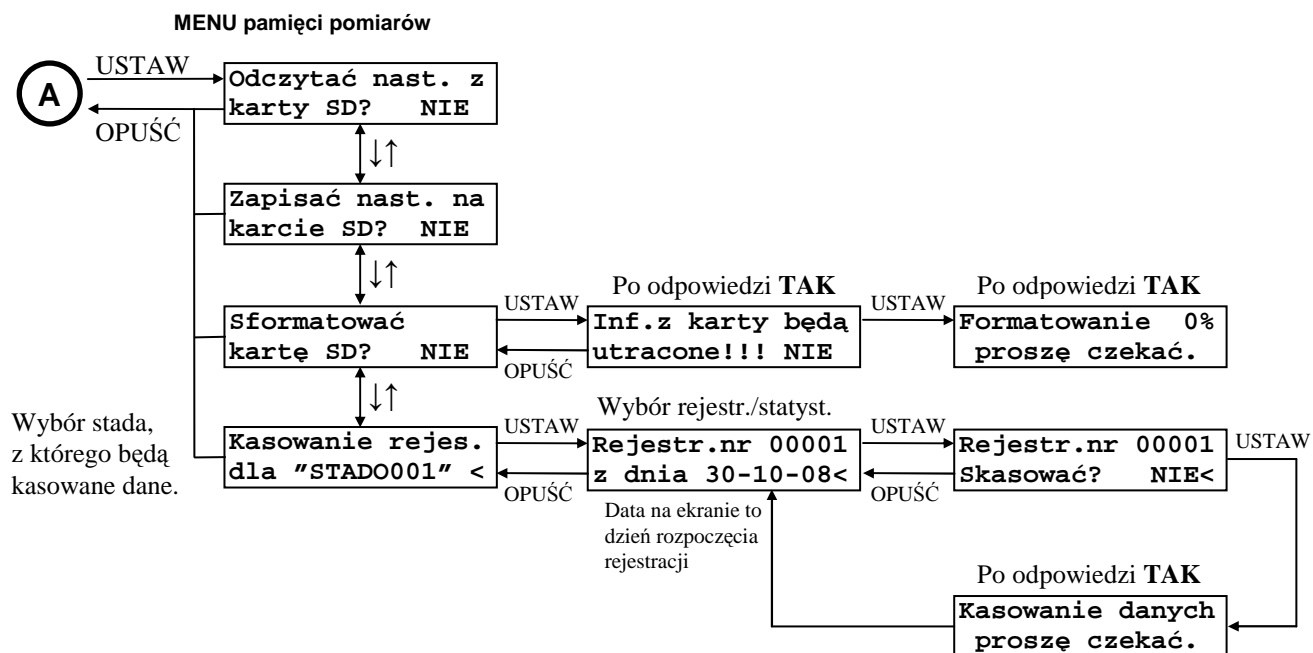 MENU pamięci pomiarów
A
USTAW
OPUŚĆ
Odczytać nast. z
karty SD? NIE
↓↑
Zapisać nast. na
karcie SD? NIE
↓↑
Sformatować
kartę SD? NIE
USTAW
OPUŚĆ
Po odpowiedzi TAK
Inf.z karty będą
utracone!!! NIE
USTAW
Po odpowiedzi TAK
Formatowanie 0%
proszę czekać.
↓↑
Wybór stada,
z którego będą
kasowane dane.
Kasowanie rejes.
dla "STADO001" <
USTAW
OPUŚĆ
Wybór rejestr./statyst.
Rejestr.nr 00001
z dnia 30-10-08<
Data na ekranie to
dzień rozpoczęcia
rejestracji
USTAW
OPUŚĆ
Rejestr.nr 00001
Skasować? NIE<
USTAW
Po odpowiedzi TAK
Kasowanie danych
proszę czekać.